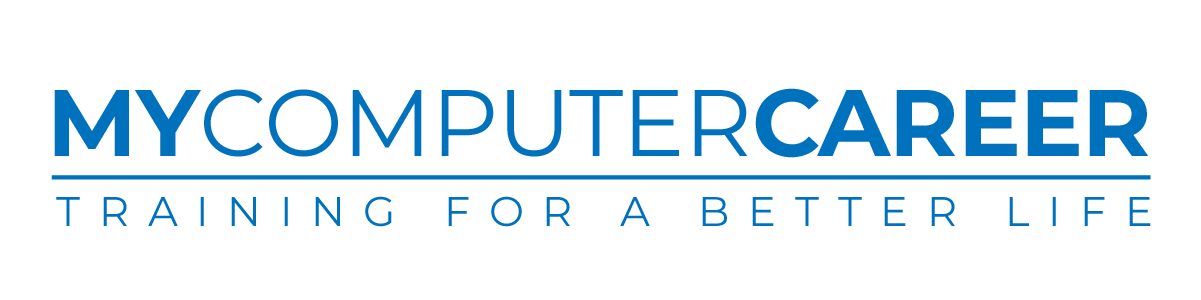 MYCOMPUTERCAREER
TRAINING FOR A BETTER LIFE